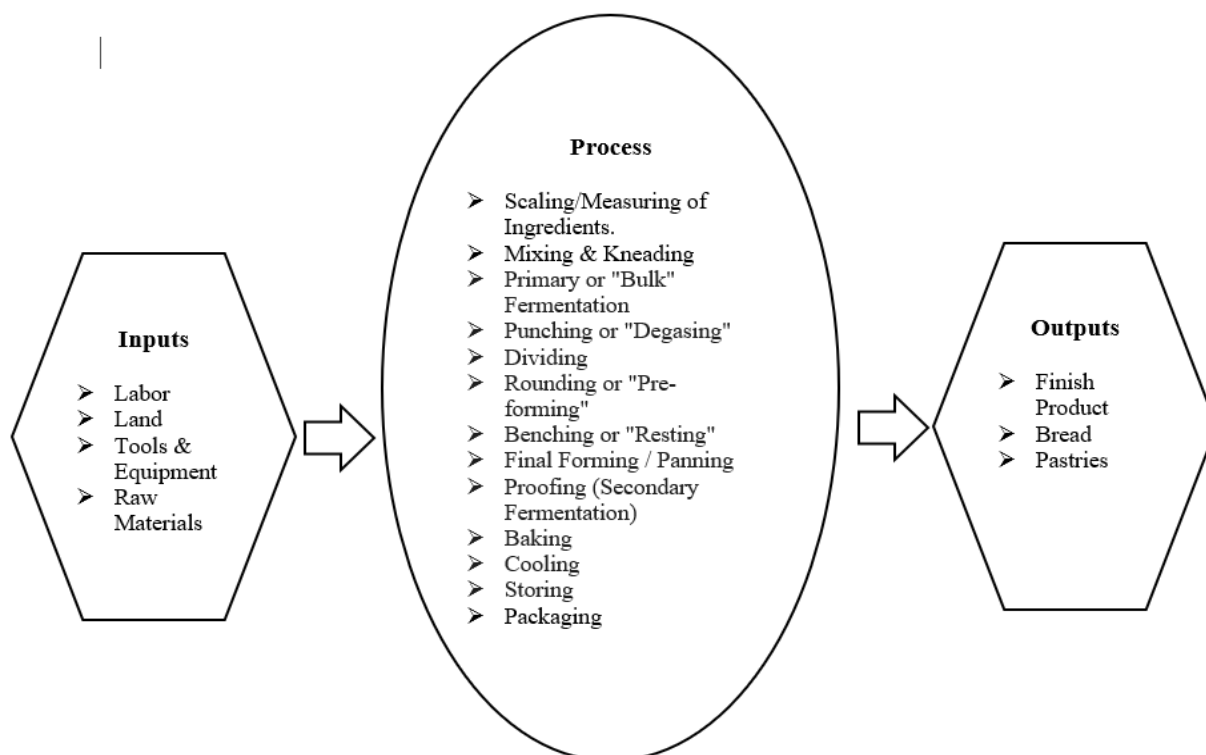 Inputs
➢ Labor
➢ Land
➢ Tools &
Equipment
➢ Raw
Materials
Process
➢ Scaling/Measuring of
Ingredients.
➢ Mixing & Kneading
➢ Primary or "Bulk"
Fermentation
➢ Punching or "Degasing"
➢ Dividing
➢ Rounding or "Pre-
forming"
➢ Benching or "Resting"
➢ Final Forming / Panning
➢ Proofing (Secondary
Fermentation)
➢ Baking
➢ Cooling
➢ Storing
➢ Packaging
Outputs
➢ Finish
Product
➢ Bread
➢ Pastries